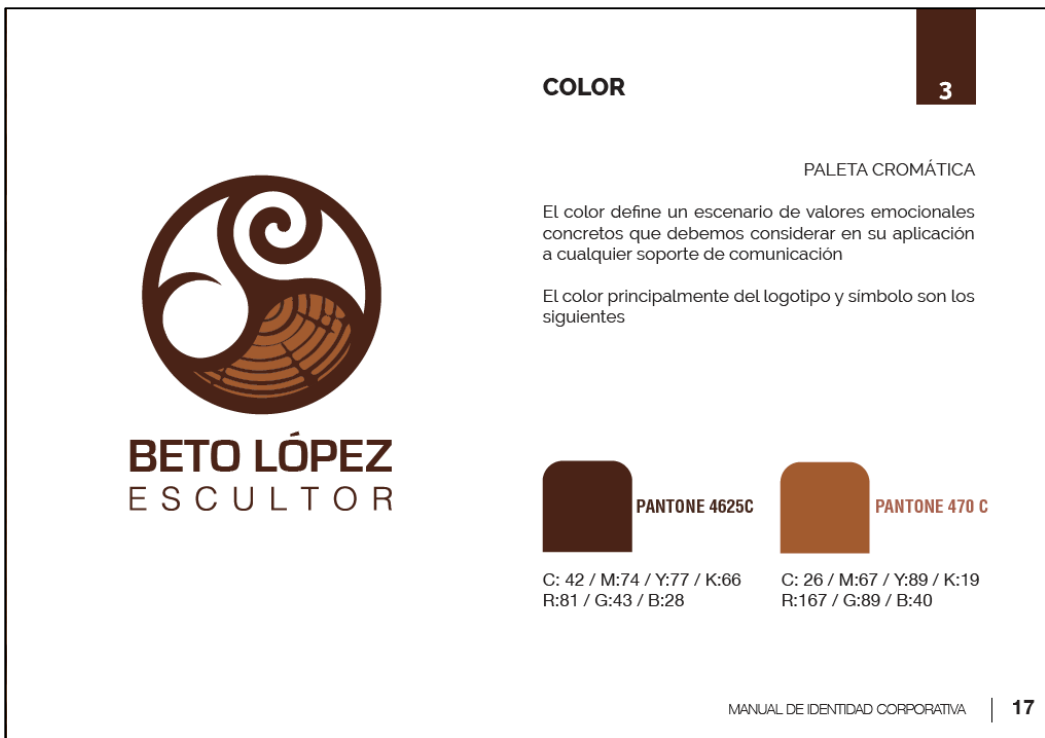 COLOR
3
PALETA CROMÁTICA
El color define un escenario de valores emocionales
concretos que debemos considerar en su aplicación
a cualquier soporte de comunicación
El color principalmente del logotipo y símbolo son los
siguientes
BETO LÓPEZ
ESCULTOR
PANTONE 4625C
C: 42 / M:74 / Y:77 / K:66
R:81 / G:43 / B:28
PANTONE 470 C
C: 26 / M:67 / Y:89 / K:19
R:167 / G:89 / B:40
MANUAL DE IDENTIDAD CORPORATIVA
17